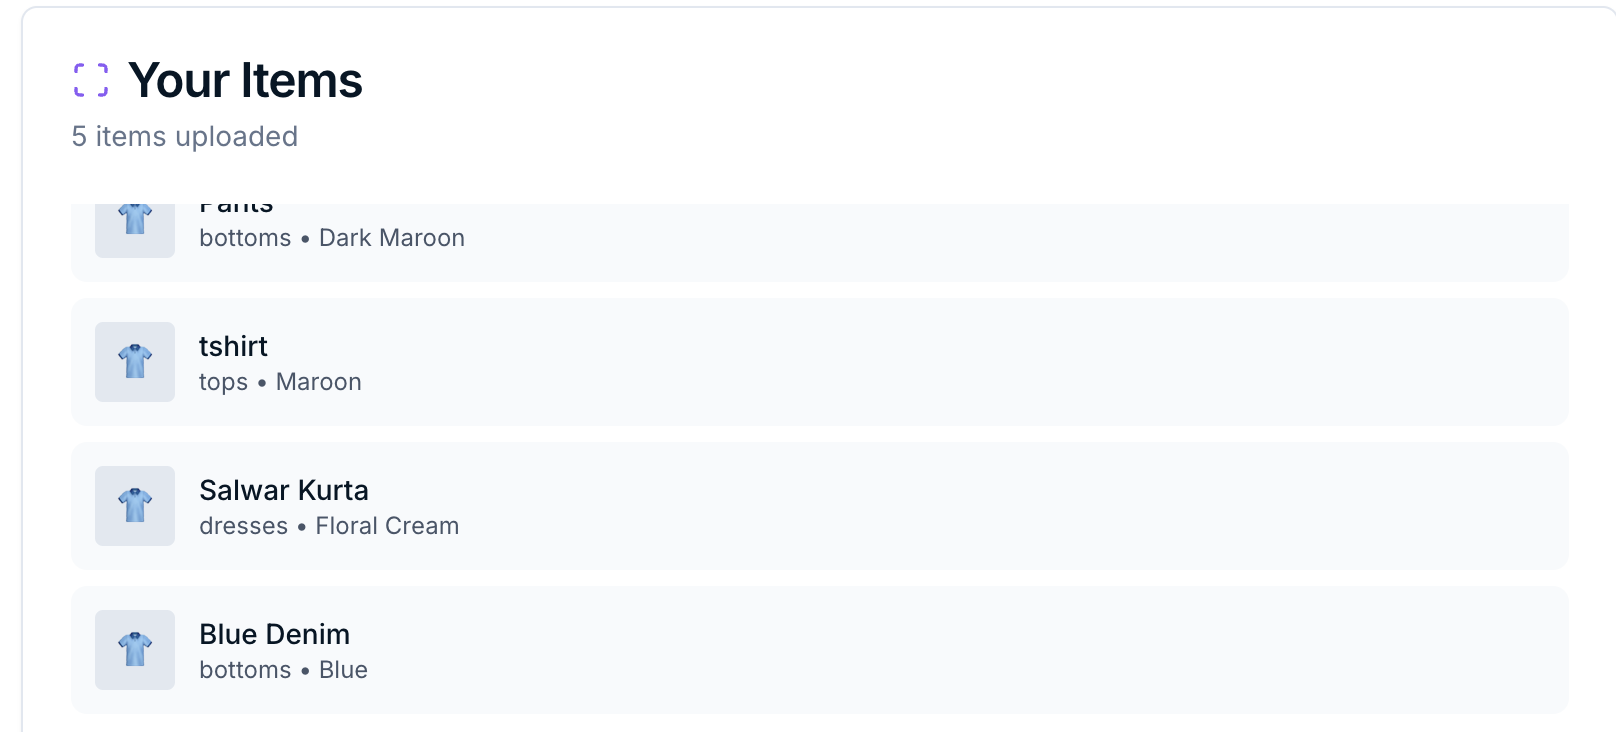 Your Items
5 items uploaded
Pants
bottoms • Dark Maroon
tshirt
tops • Maroon
Salwar Kurta
dresses • Floral Cream
Blue Denim
bottoms • Blue